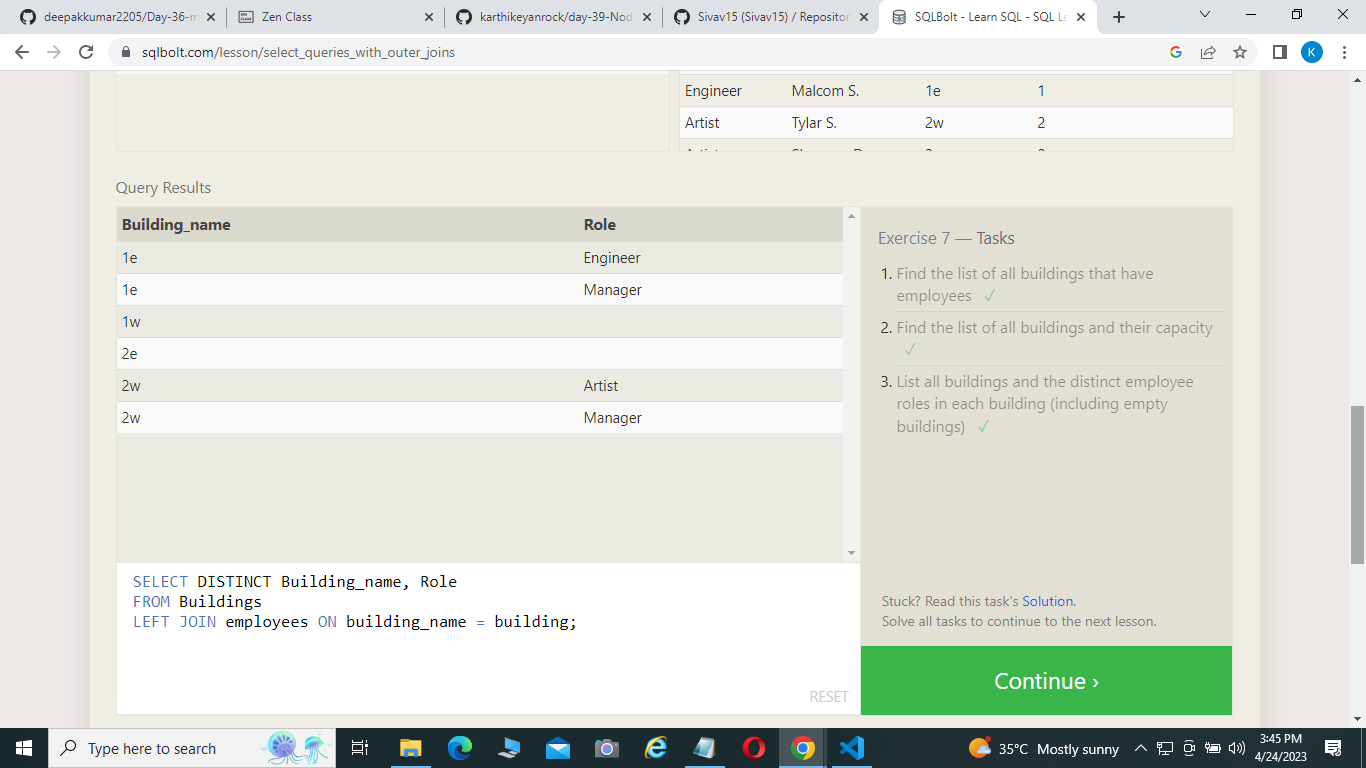 deepakkumar2205/Day-36-m
Zen Class
karthikeyanrock/day-39-Nod
Sivav15 (Sivav15) / Repositor
SQLBolt - Learn SQL - SQL Le
sqlbolt.com/lesson/select_queries_with_outer_joins
K
Engineer Malcom S. 1e 1
Artist Tylar S. 2w 2
Query Results
Building_name Role
1e Engineer
1e Manager
1w
2e
2w Artist
2w Manager
Exercise 7 — Tasks
1. Find the list of all buildings that have
employees ✓
2. Find the list of all buildings and their capacity
✓
3. List all buildings and the distinct employee
roles in each building (including empty
buildings) ✓
SELECT DISTINCT Building_name, Role
FROM Buildings
LEFT JOIN employees ON building_name = building;
RESET
Stuck? Read this task's Solution.
Solve all tasks to continue to the next lesson.
Continue ›
Type here to search
35°C Mostly sunny
3:45 PM
4/24/2023